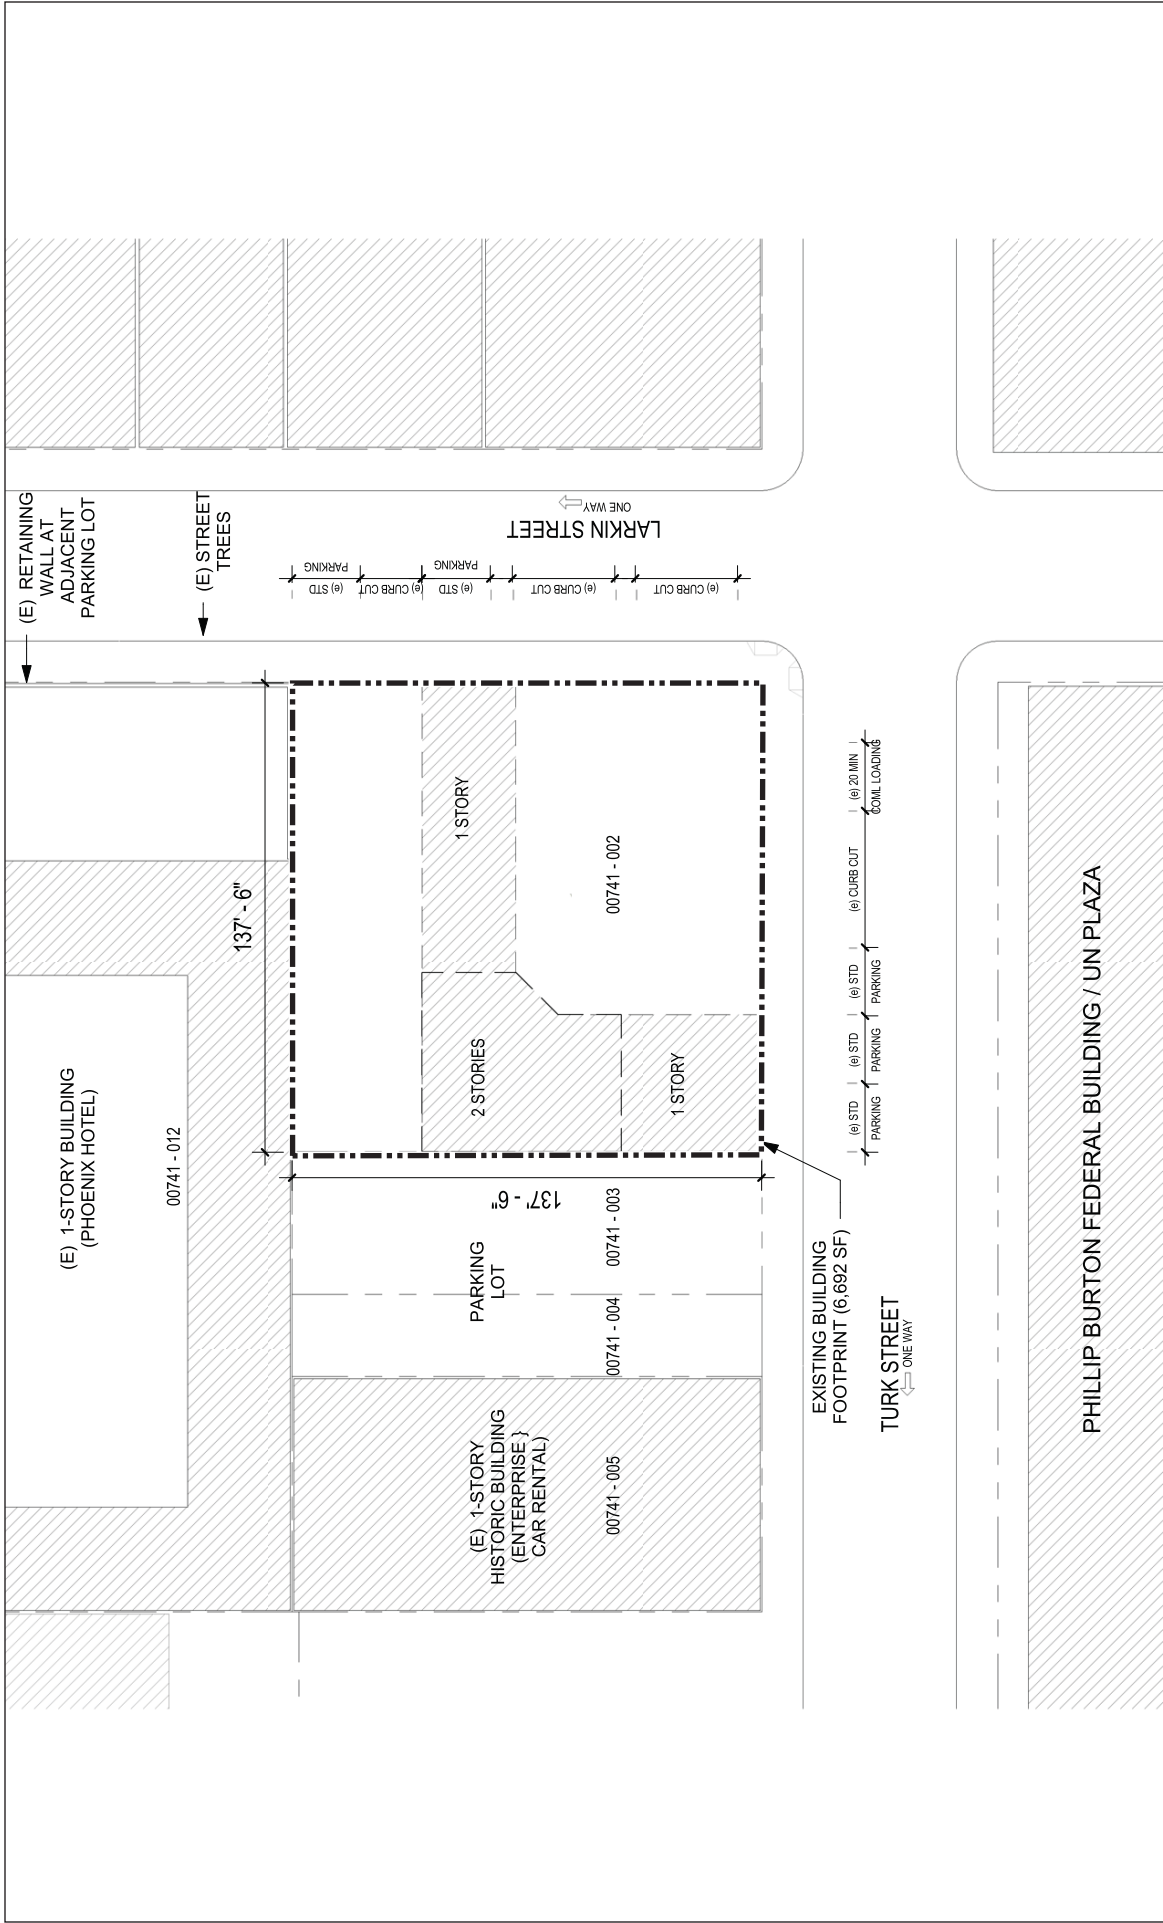 (E) RETAINING
WALL AT
ADJACENT
PARKING LOT
(E) STREET
TREES
LARKIN STREET
ONE WAY
(e) STD
PARKING
(e) CURB CUT
(e) STD
PARKING
(e) CURB CUT
(e) CURB CUT
137' - 6"
137' - 6"
1 STORY
00741 - 002
2 STORIES
1 STORY
(E) 1-STORY BUILDING
(PHOENIX HOTEL)
00741 - 012
PARKING
LOT
00741 - 003
00741 - 004
(E) 1-STORY
HISTORIC BUILDING
(ENTERPRISE }
CAR RENTAL)
00741 - 005
EXISTING BUILDING
FOOTPRINT (6,692 SF)
TURK STREET
ONE WAY
(e) STD
PARKING
(e) STD
PARKING
(e) STD
PARKING
(e) CURB CUT
(e) 20 MIN
COML LOADING
PHILLIP BURTON FEDERAL BUILDING / UN PLAZA